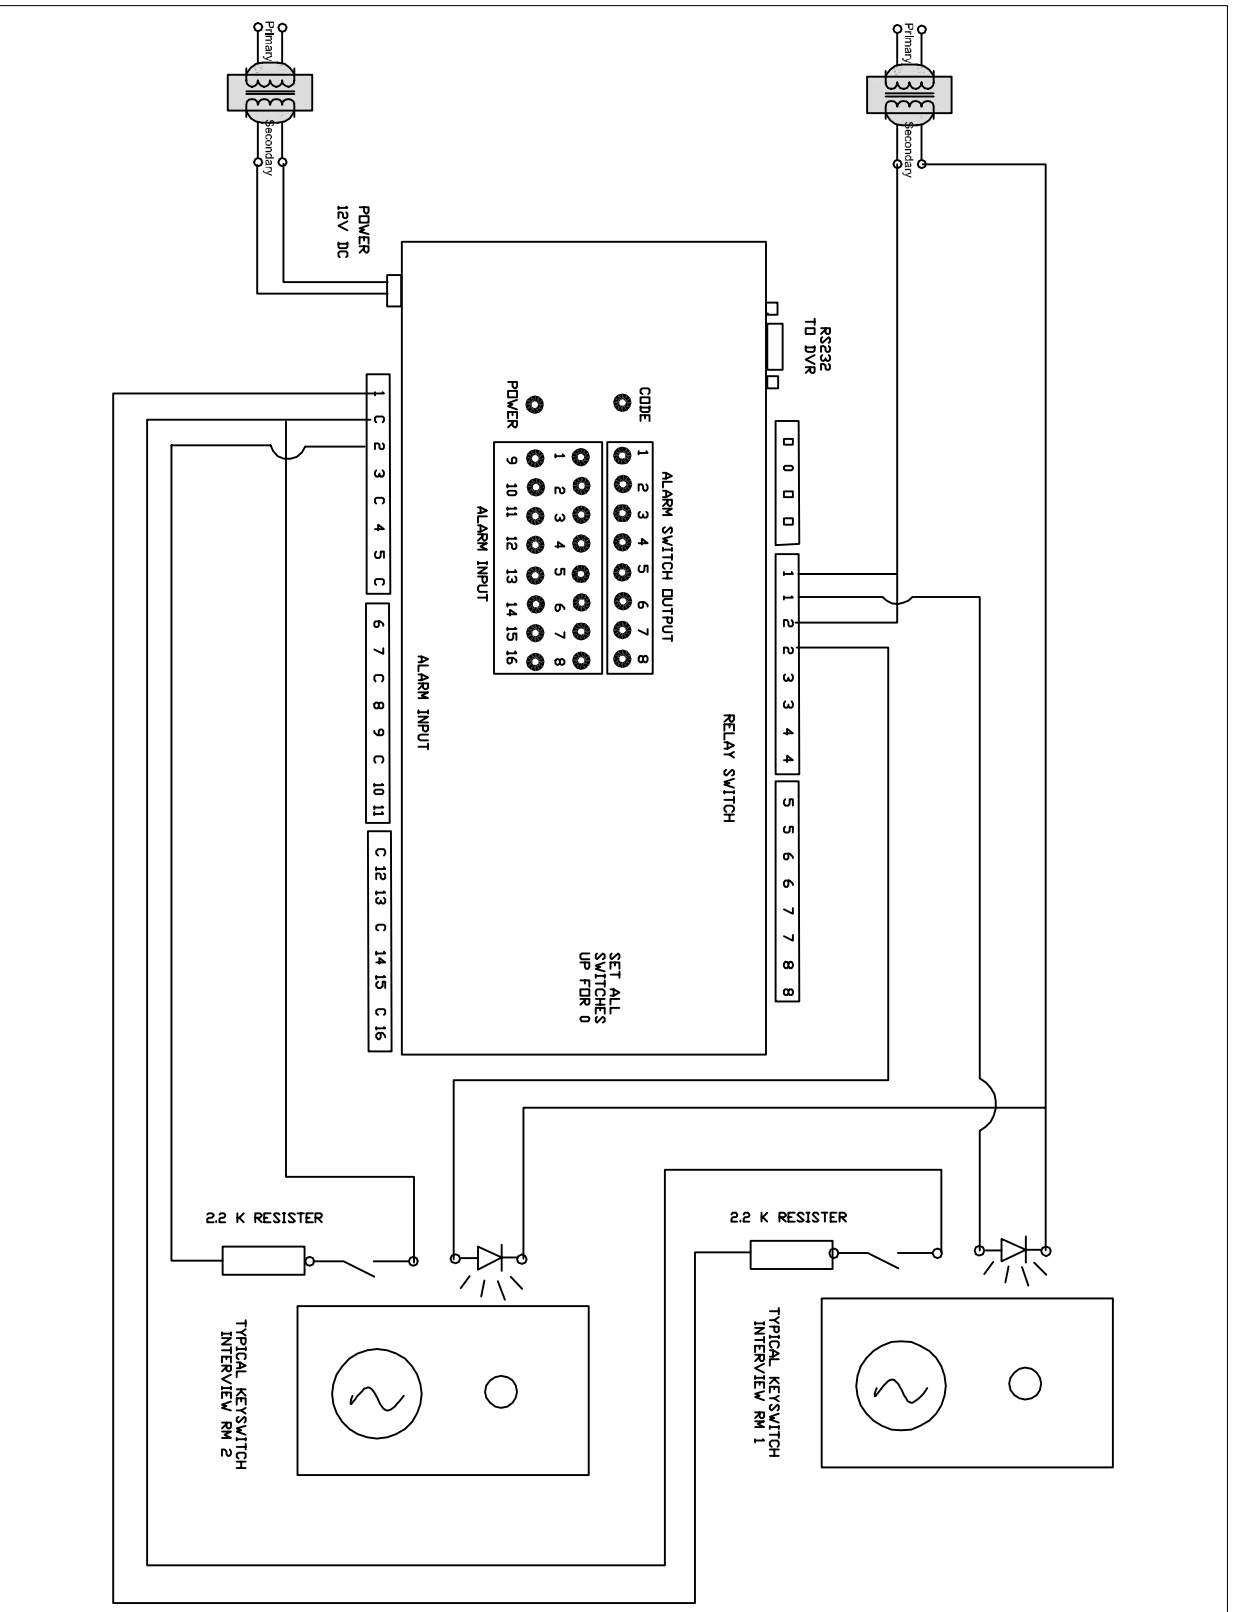 Primary
Secondary
Primary
Secondary
POWER
12V DC
RS232
TO DVR
CODE
POWER
1 2 3 4 5 6 7 8
ALARM SWITCH OUTPUT
1 2 3 4 5 6 7 8
9 10 11 12 13 14 15 16
ALARM INPUT
1 1 2 2 3 3 4 4
5 5 6 6 7 7 8 8
RELAY SWITCH
1 C 2 3 C 4 5 C
6 7 C 8 9 C 10 11
C 12 13 C 14 15 C 16
ALARM INPUT
SET ALL
SWITCHES
UP FOR 0
2.2 K RESISTER
2.2 K RESISTER
TYPICAL KEYSWITCH
INTERVIEW RM 2
TYPICAL KEYSWITCH
INTERVIEW RM 1